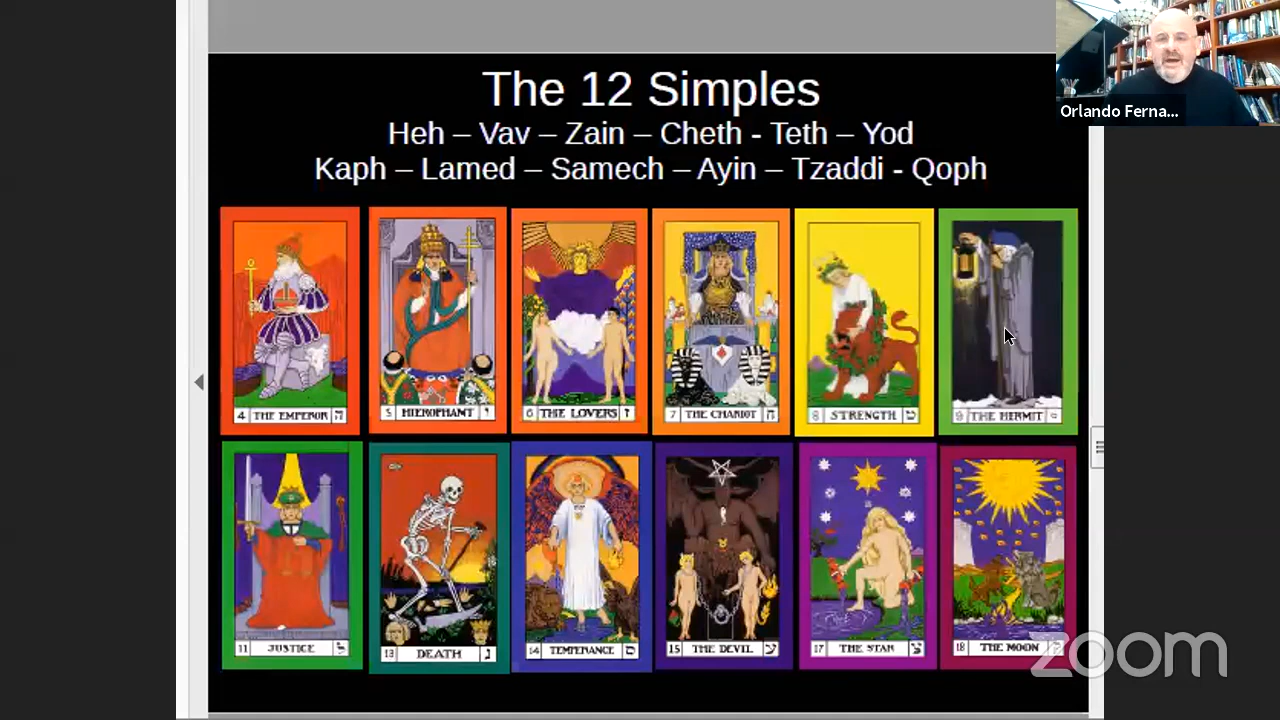 Orlando Ferna...
The 12 Simples
Heh – Vav – Zain – Cheth - Teth – Yod
Kaph – Lamed – Samech – Ayin – Tzaddi - Qoph
4 THE EMPEROR ה
5 HIEROPHANT ו
6 THE LOVERS ז
7 THE CHARIOT ח
8 STRENGTH ט
9 THE HERMIT י
11 JUSTICE ל
13 DEATH נ
14 TEMPERANCE ס
15 THE DEVIL ע
17 THE STAR צ
18 THE MOON
zoom